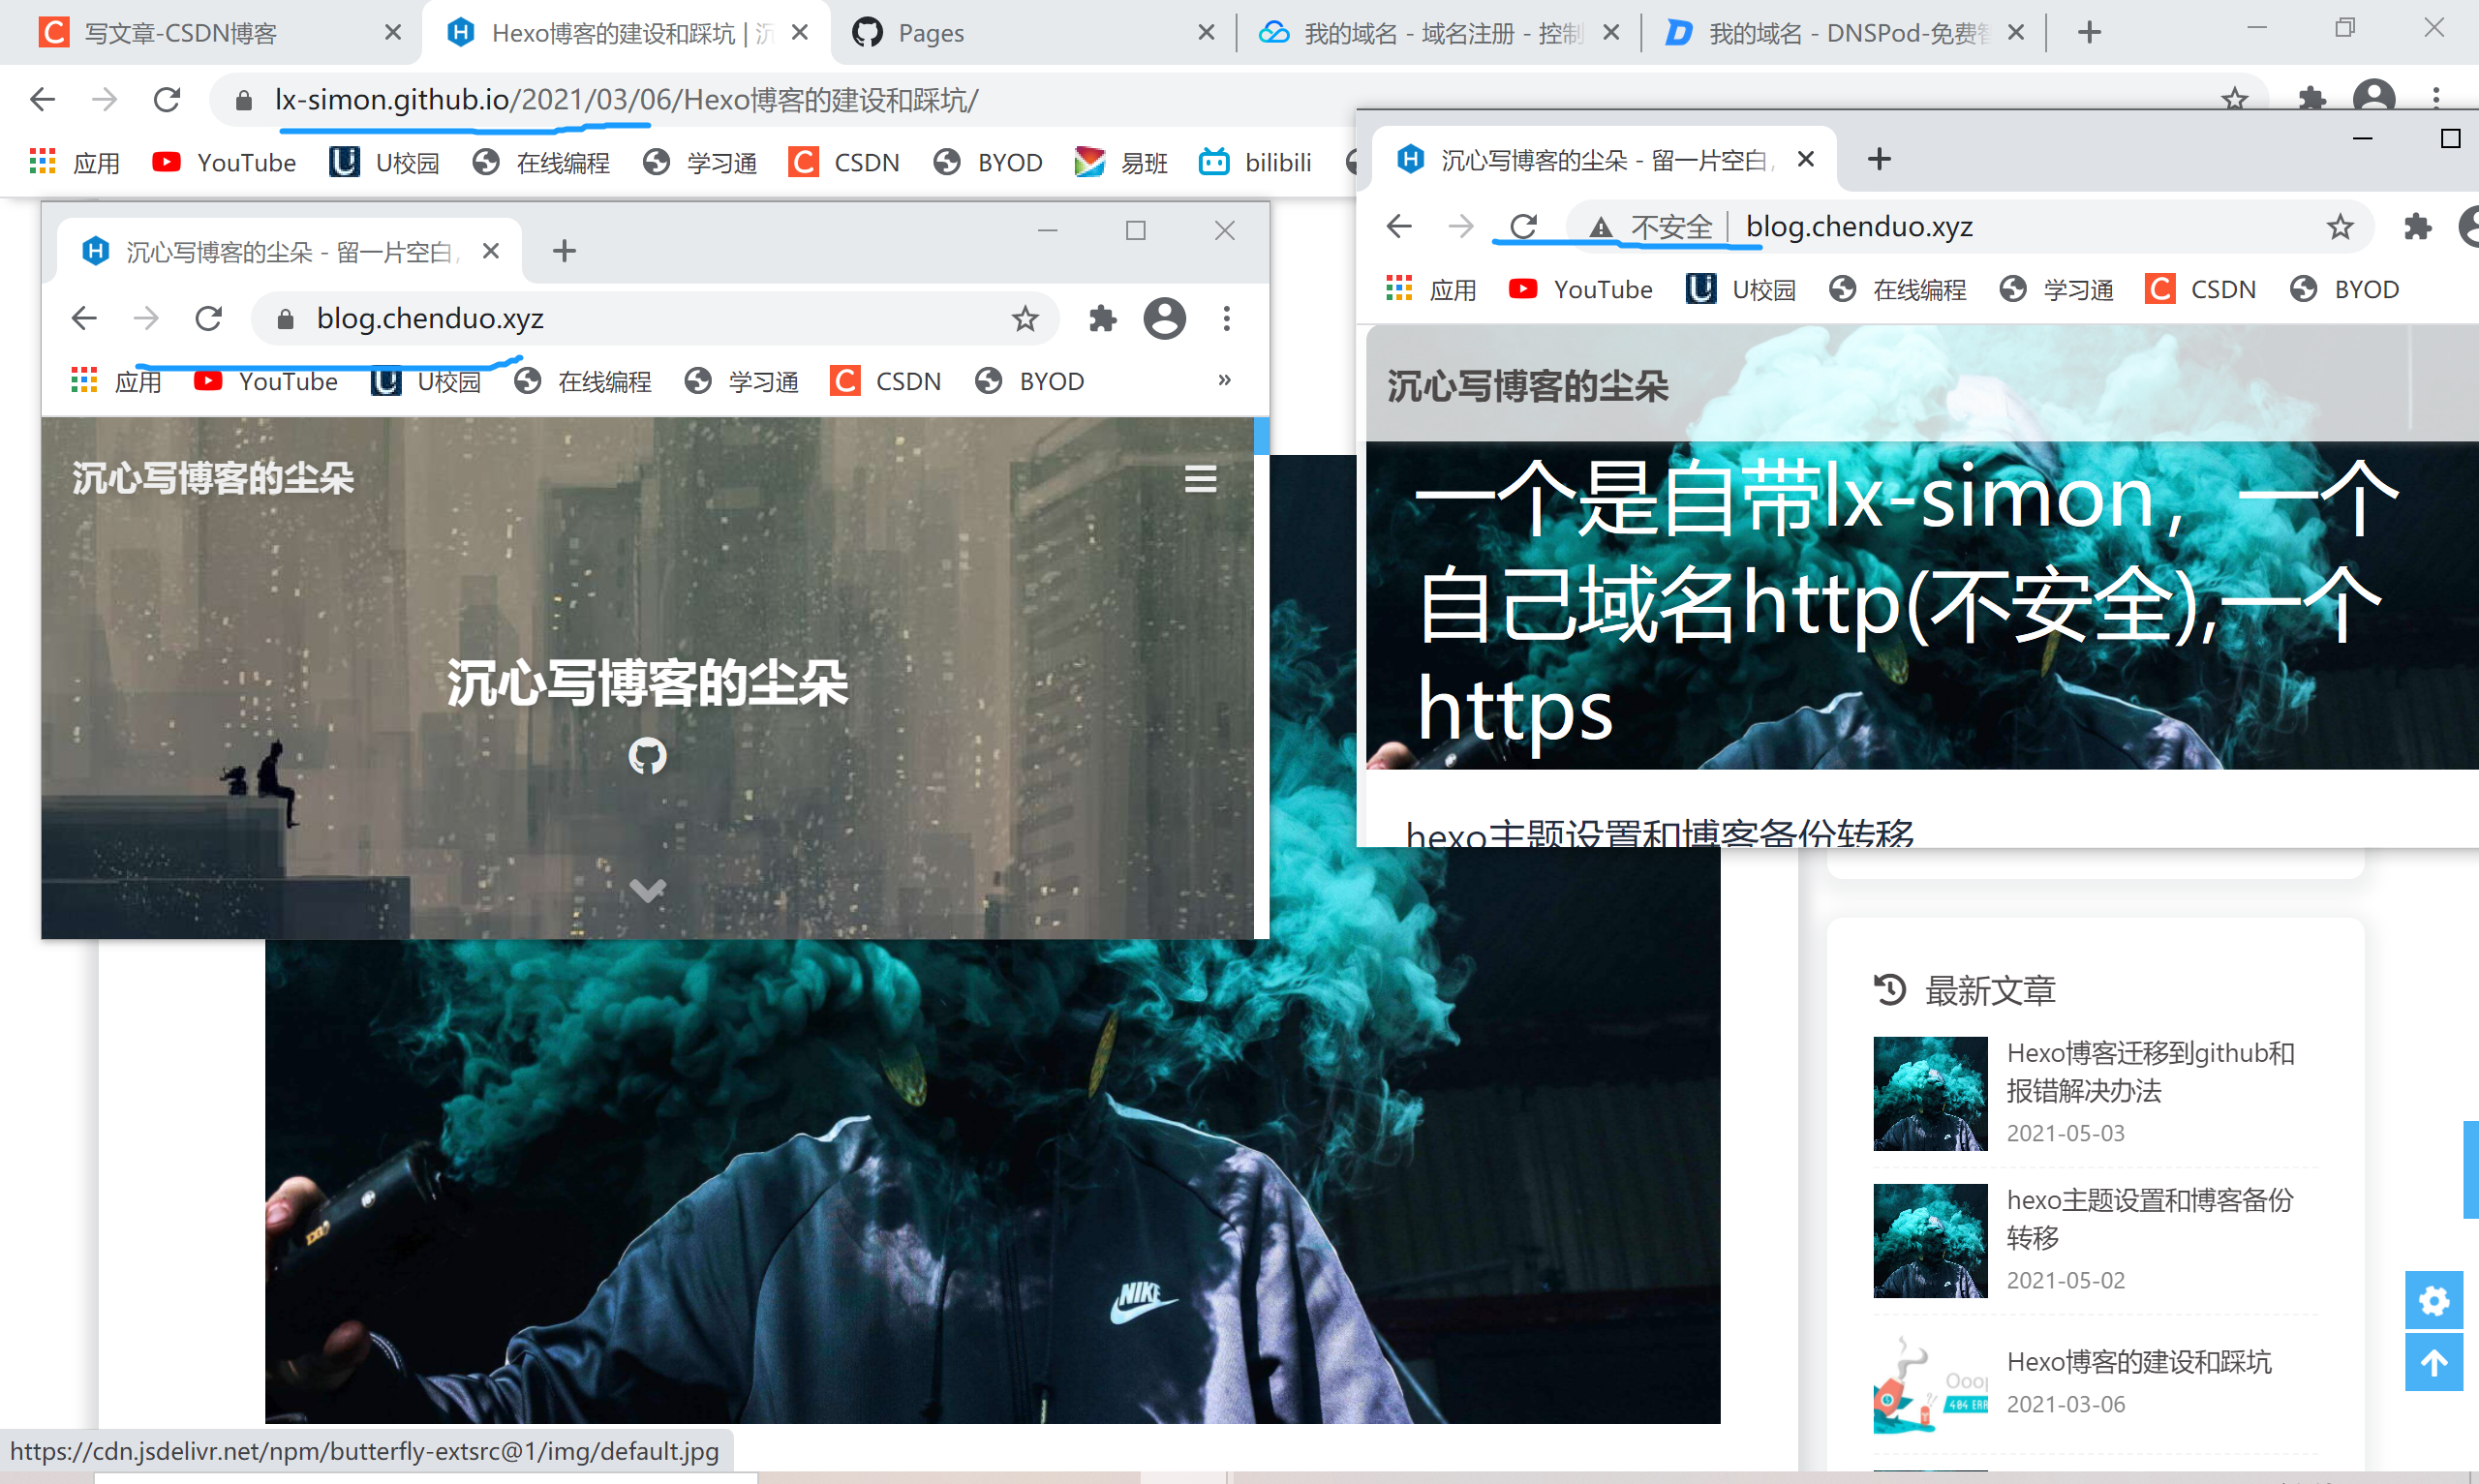 写文章-CSDN博客
Hexo博客的建设和踩坑 | 沉
Pages
我的域名 - 域名注册 - 控制
我的域名 - DNSPod-免费智
lx-simon.github.io/2021/03/06/Hexo博客的建设和踩坑/
应用 YouTube U校园 在线编程 学习通 CSDN BYOD 易班 bilibili
沉心写博客的尘朵 - 留一片空白,
blog.chenduo.xyz
应用 YouTube U校园 在线编程 学习通 CSDN BYOD »
沉心写博客的尘朵
沉心写博客的尘朵
沉心写博客的尘朵 - 留一片空白,
不安全 | blog.chenduo.xyz
应用 YouTube U校园 在线编程 学习通 CSDN BYOD
沉心写博客的尘朵
一个是自带lx-simon，一个
自己域名http(不安全),一个
https
hexo主题设置和博客备份转移
NIKE
最新文章
Hexo博客迁移到github和
报错解决办法
2021-05-03
hexo主题设置和博客备份
转移
2021-05-02
Ooop
404 ERR
Hexo博客的建设和踩坑
2021-03-06
https://cdn.jsdelivr.net/npm/butterfly-extsrc@1/img/default.jpg